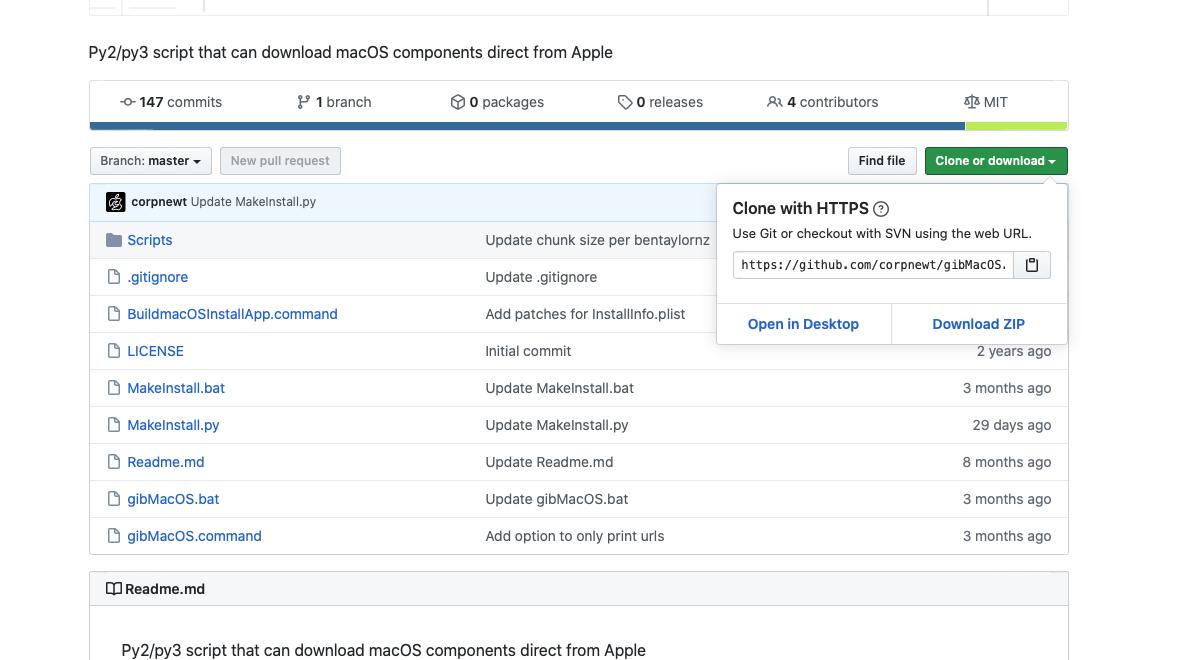 Py2/py3 script that can download macOS components direct from Apple
147 commits 1 branch 0 packages 0 releases 4 contributors MIT
Branch: master New pull request Find file Clone or download
corpnewt Update MakeInstall.py
Clone with HTTPS
Use Git or checkout with SVN using the web URL.
https://github.com/corpnewt/gibMacOS.
Open in Desktop Download ZIP
Scripts Update chunk size per bentaylornz
.gitignore Update .gitignore
BuildmacOSInstallApp.command Add patches for InstallInfo.plist
LICENSE Initial commit 2 years ago
MakeInstall.bat Update MakeInstall.bat 3 months ago
MakeInstall.py Update MakeInstall.py 29 days ago
Readme.md Update Readme.md 8 months ago
gibMacOS.bat Update gibMacOS.bat 3 months ago
gibMacOS.command Add option to only print urls 3 months ago
Readme.md
Py2/py3 script that can download macOS components direct from Apple